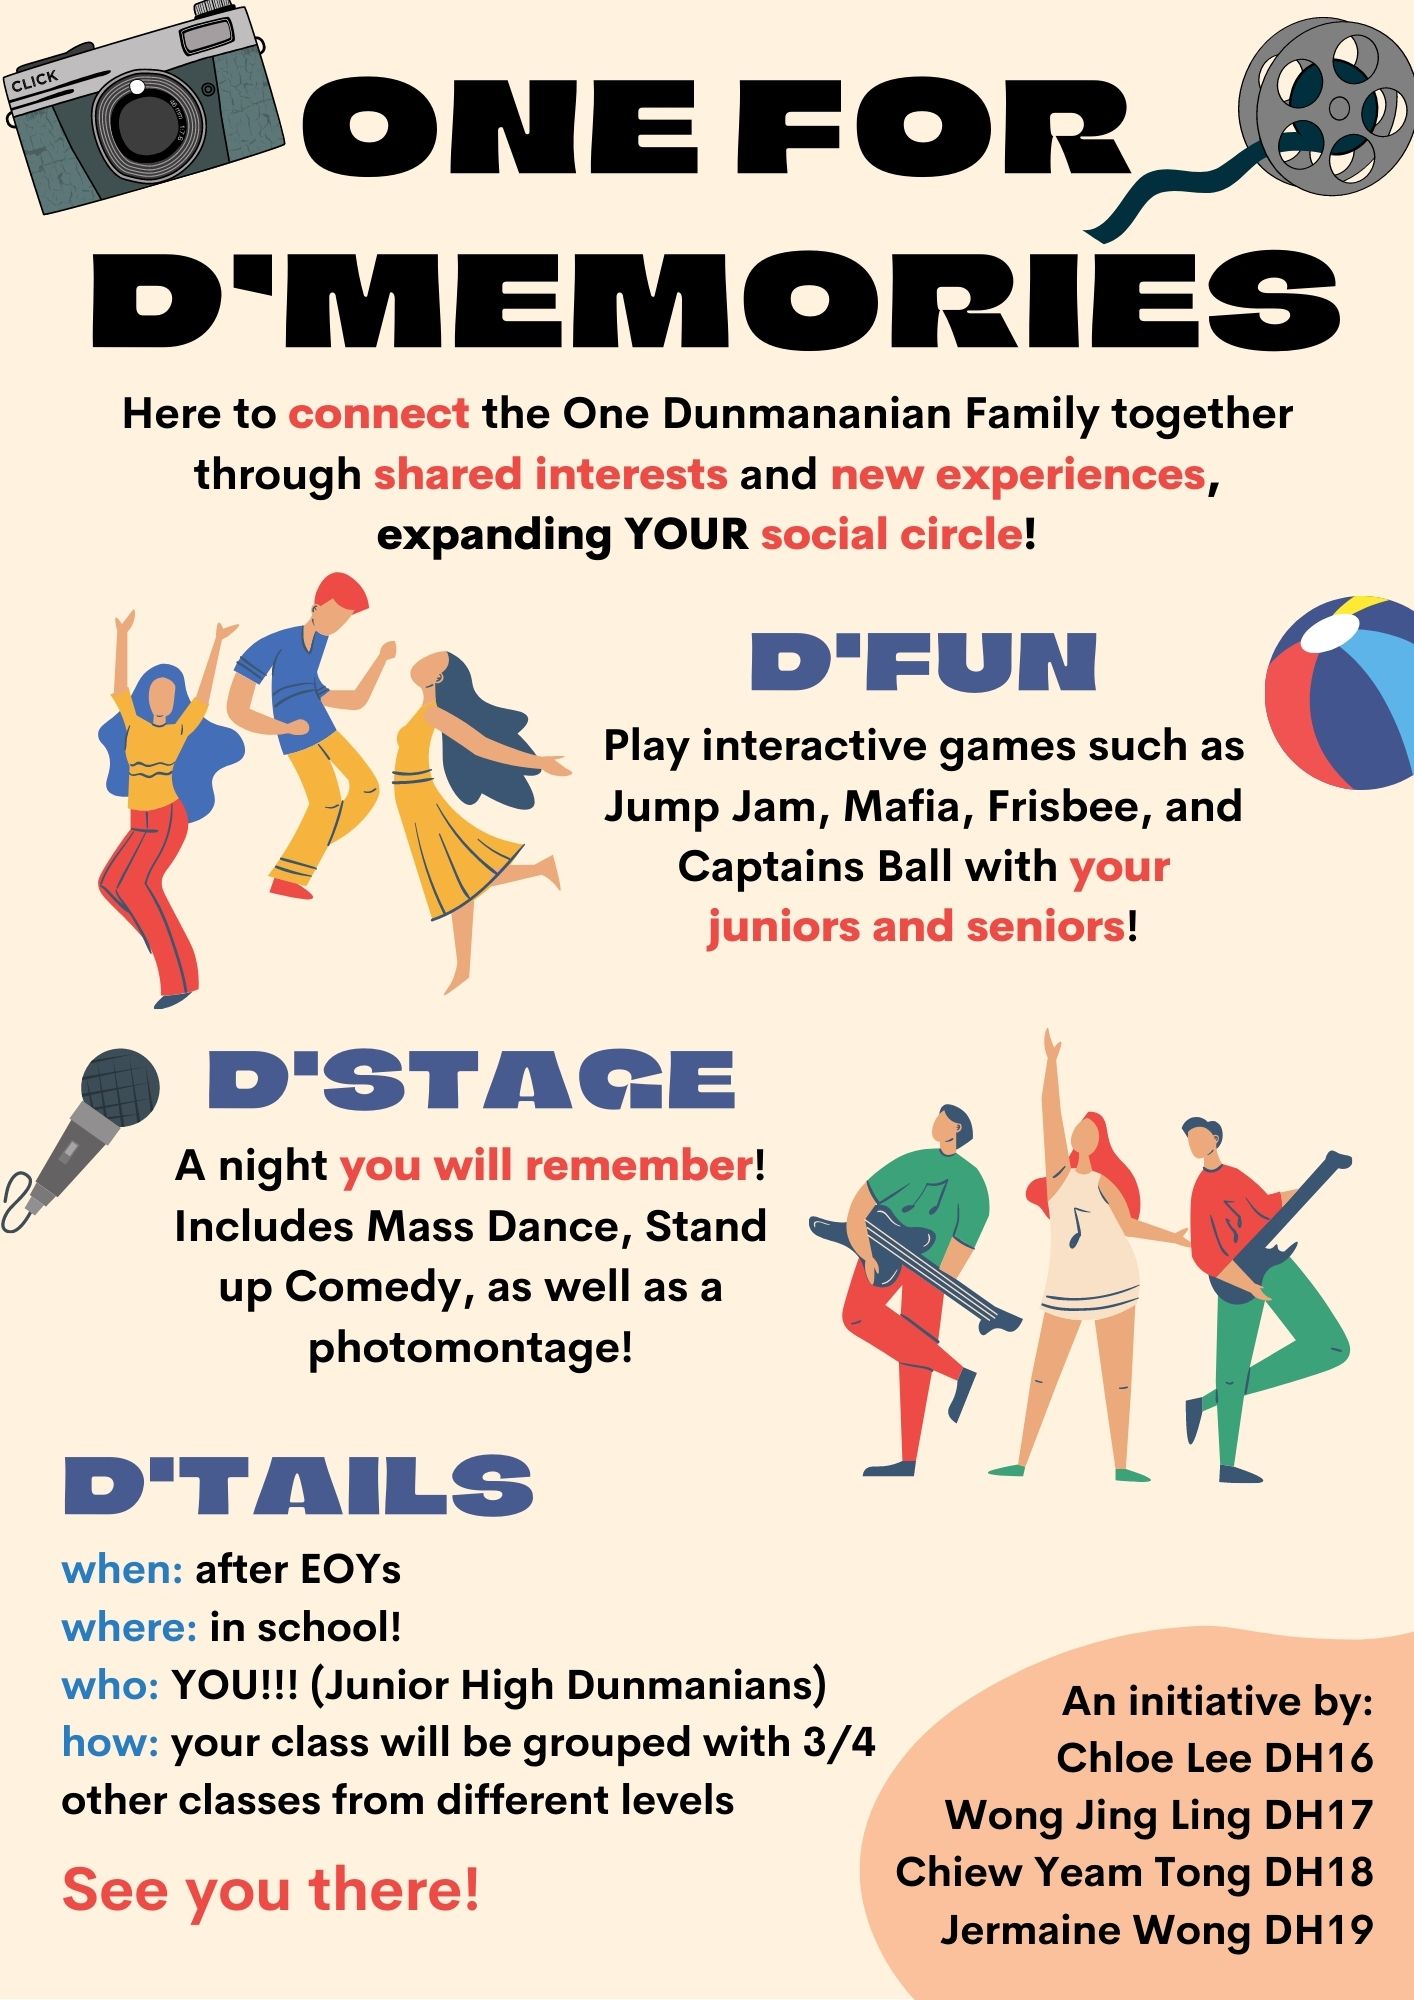 CLICK
ONE FOR
D'MEMORIES
Here to connect the One Dunmananian Family together
through shared interests and new experiences,
expanding YOUR social circle!
D'FUN
Play interactive games such as
Jump Jam, Mafia, Frisbee, and
Captains Ball with your
juniors and seniors!
D'STAGE
A night you will remember!
Includes Mass Dance, Stand
up Comedy, as well as a
photomontage!
D'TAILS
when: after EOYs
where: in school!
who: YOU!!! (Junior High Dunmanians)
how: your class will be grouped with 3/4
other classes from different levels
See you there!
An initiative by:
Chloe Lee DH16
Wong Jing Ling DH17
Chiew Yeam Tong DH18
Jermaine Wong DH19